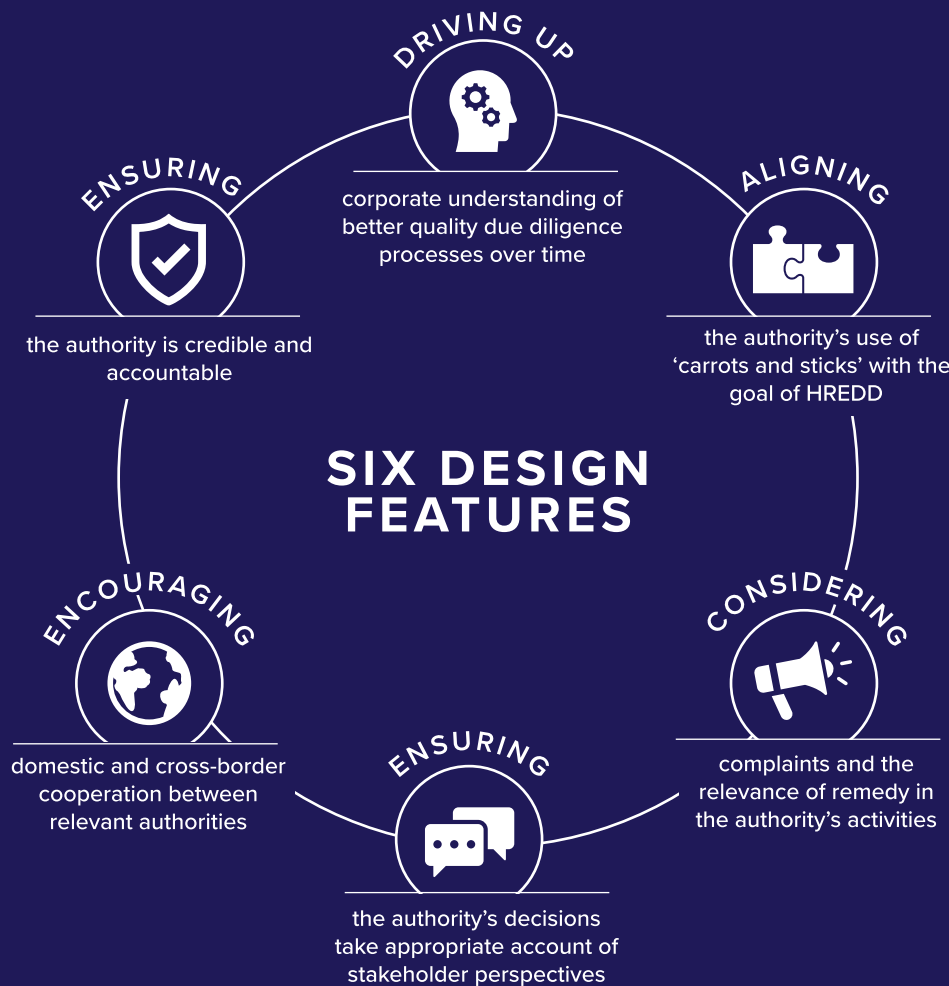 DRIVING UP
corporate understanding of
better quality due diligence
processes over time
ALIGNING
the authority’s use of
‘carrots and sticks’ with the
goal of HREDD
CONSIDERING
complaints and the
relevance of remedy in
the authority’s activities
ENSURING
the authority’s decisions
take appropriate account of
stakeholder perspectives
ENCOURAGING
domestic and cross-border
cooperation between
relevant authorities
ENSURING
the authority is credible and
accountable
SIX DESIGN
FEATURES